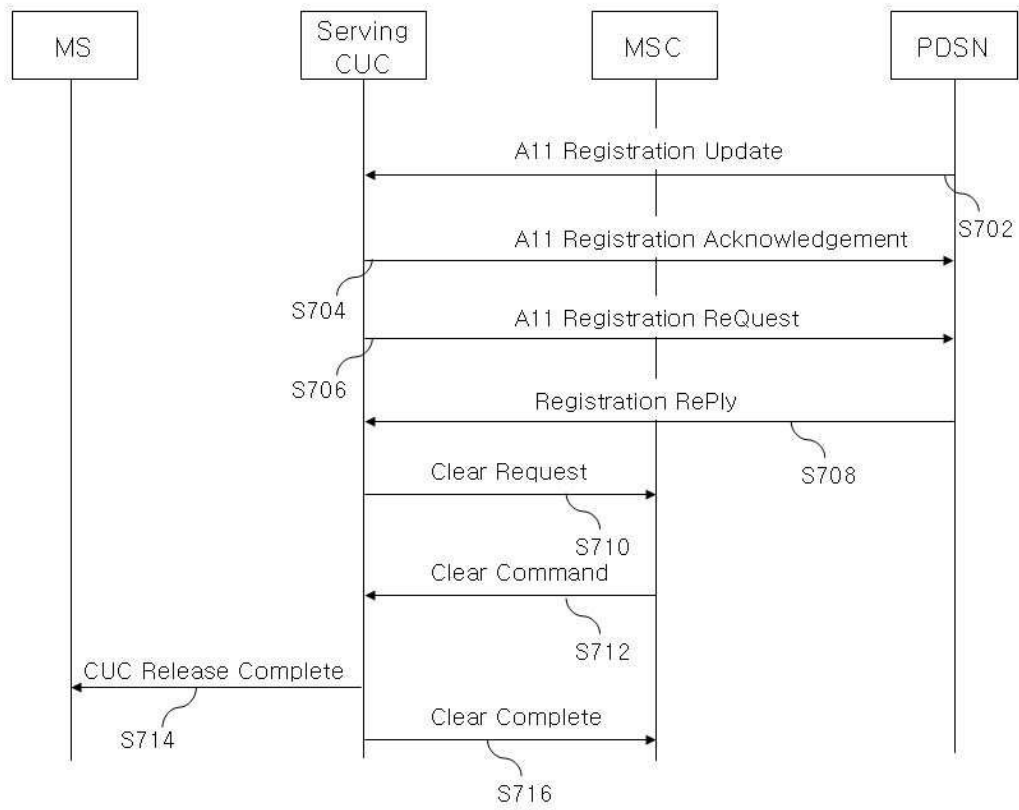 MS
Serving
CUC
MSC
PDSN
A11 Registration Update
S702
A11 Registration Acknowledgement
S704
A11 Registration ReQuest
S706
Registration RePly
S708
Clear Request
S710
Clear Command
S712
CUC Release Complete
S714
Clear Complete
S716